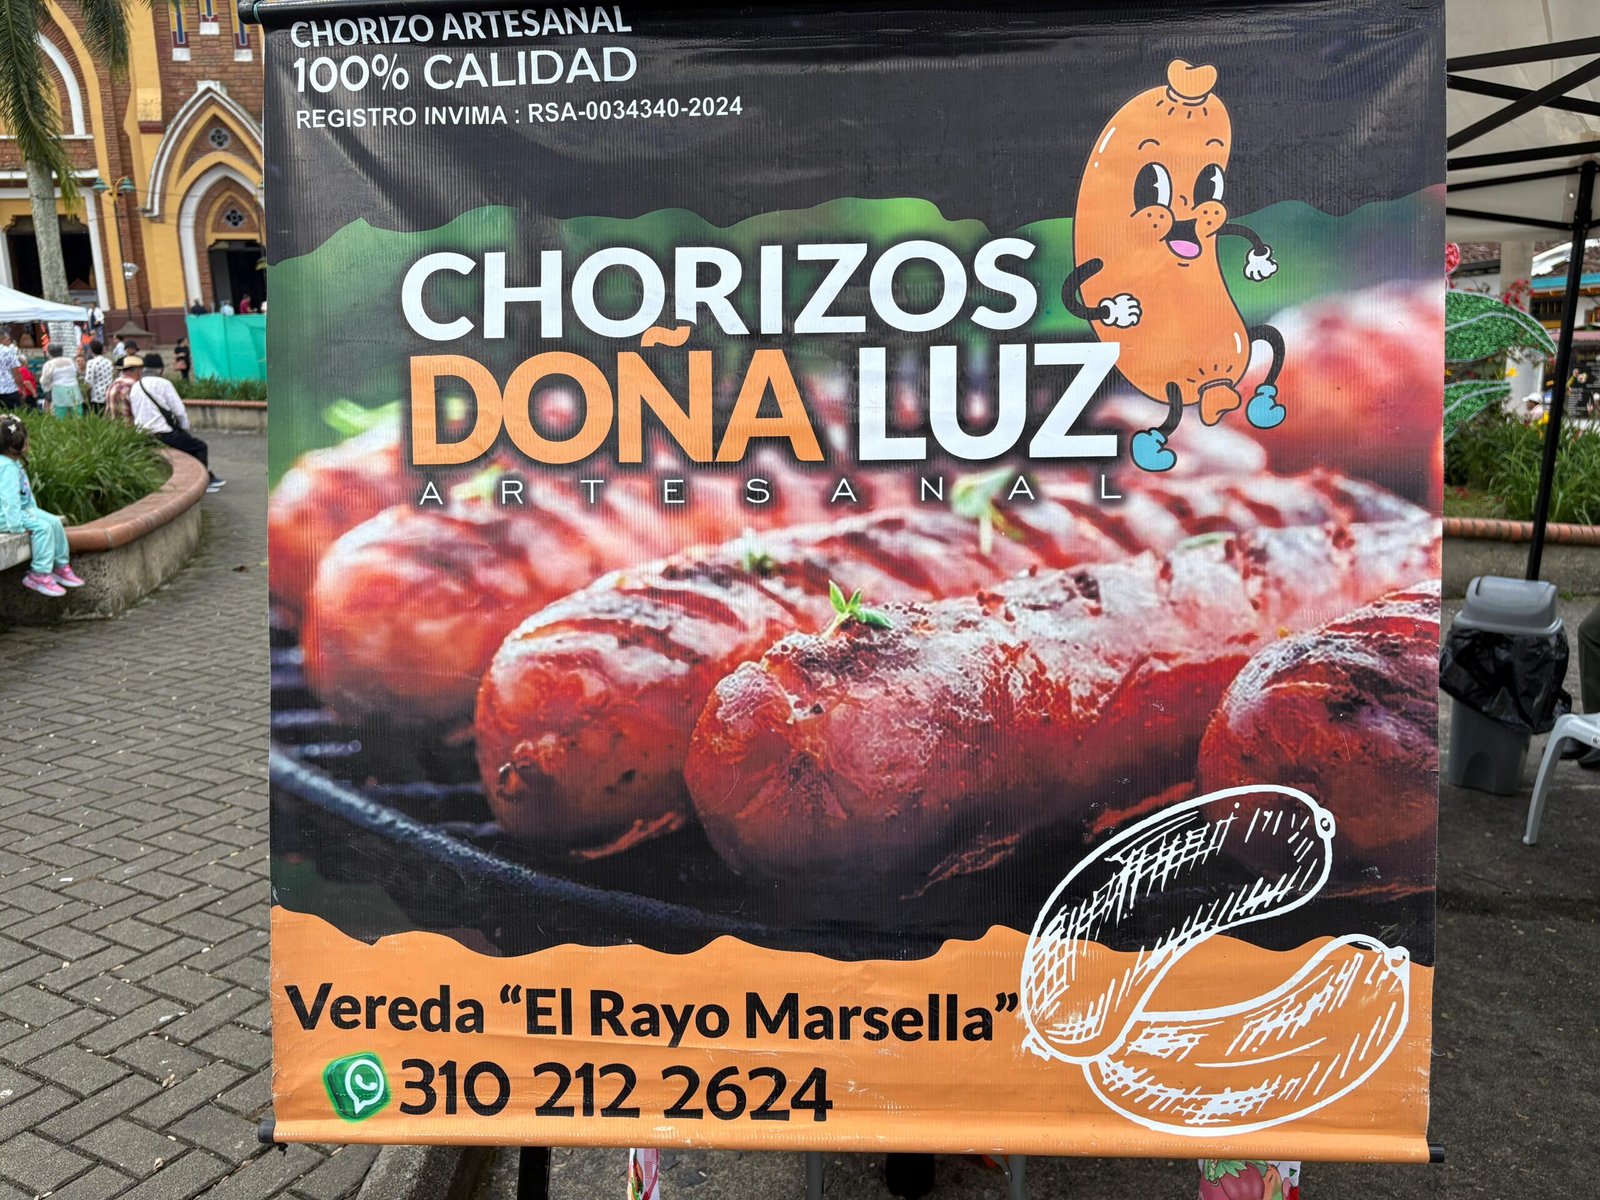 CHORIZO ARTESANAL
100% CALIDAD
REGISTRO INVIMA : RSA-0034340-2024
CHORIZOS
DOÑA LUZ
ARTESANAL
Vereda “El Rayo Marsella”
310 212 2624